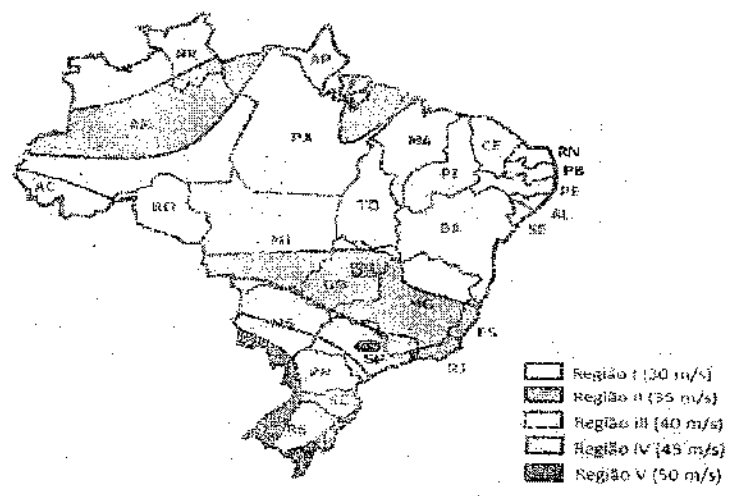 RR
AP
AM
PA
MA
CE
RN
PB
PE
AL
SE
PI
AC
RO
TO
BA
MT
GO
MG
ES
MS
SP
RJ
PR
SC
RS
Região I (30 m/s)
Região II (35 m/s)
Região III (40 m/s)
Região IV (45 m/s)
Região V (50 m/s)